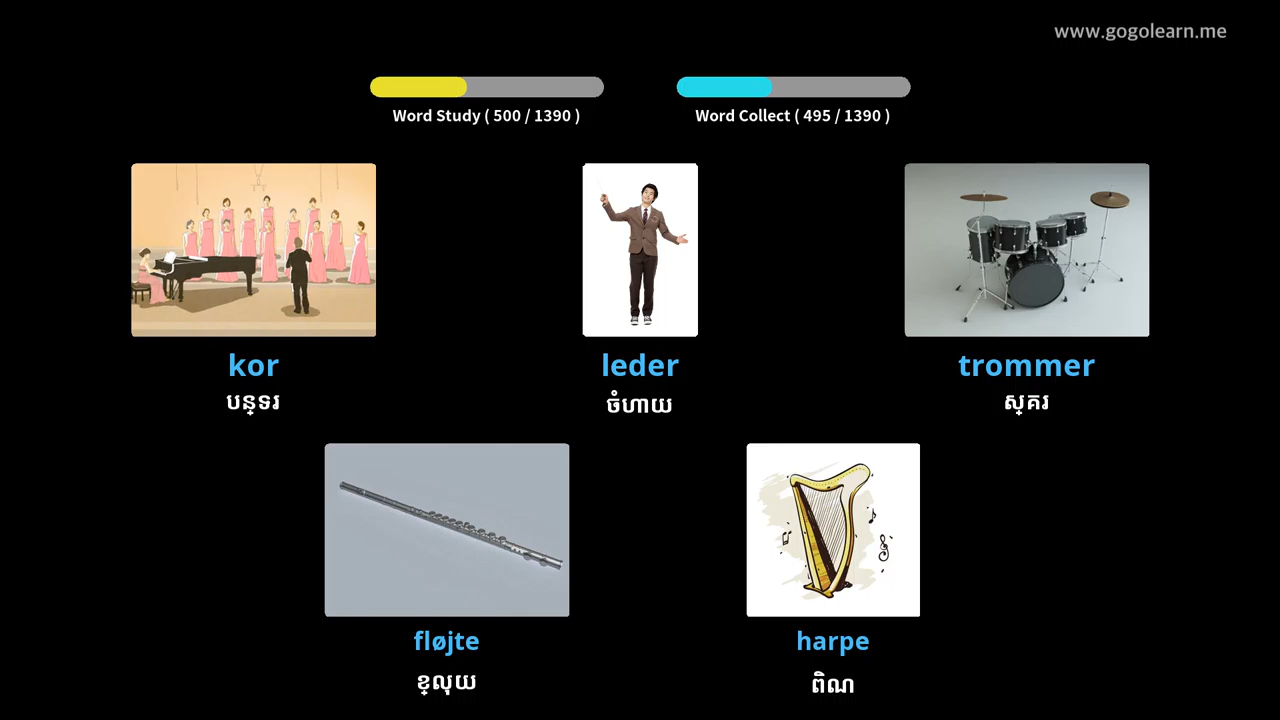 www.gogolearn.me
Word Study ( 500 / 1390 )
Word Collect ( 495 / 1390 )
kor
បន្ទរ
leder
ចំហាយ
trommer
ស្គរ
fløjte
ខ្លុយ
harpe
ពិណ